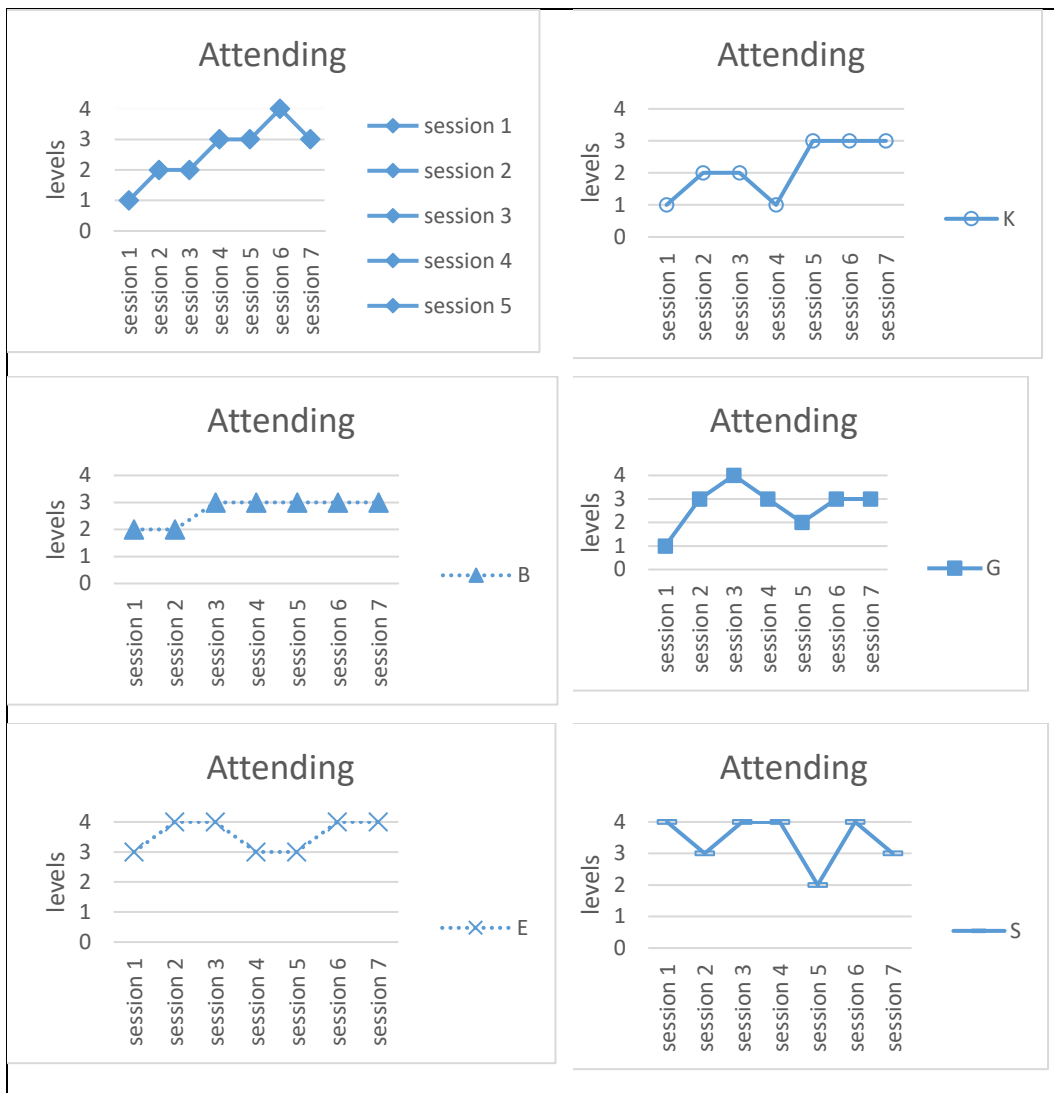 Attending
levels
4
3
2
1
0
session 1
session 2
session 3
session 4
session 5
session 6
session 7
session 1
session 2
session 3
session 4
session 5
Attending
levels
4
3
2
1
0
session 1
session 2
session 3
session 4
session 5
session 6
session 7
K
Attending
levels
4
3
2
1
0
session 1
session 2
session 3
session 4
session 5
session 6
session 7
B
Attending
levels
4
3
2
1
0
session 1
session 2
session 3
session 4
session 5
session 6
session 7
G
Attending
levels
4
3
2
1
0
session 1
session 2
session 3
session 4
session 5
session 6
session 7
E
Attending
levels
4
3
2
1
0
session 1
session 2
session 3
session 4
session 5
session 6
session 7
S